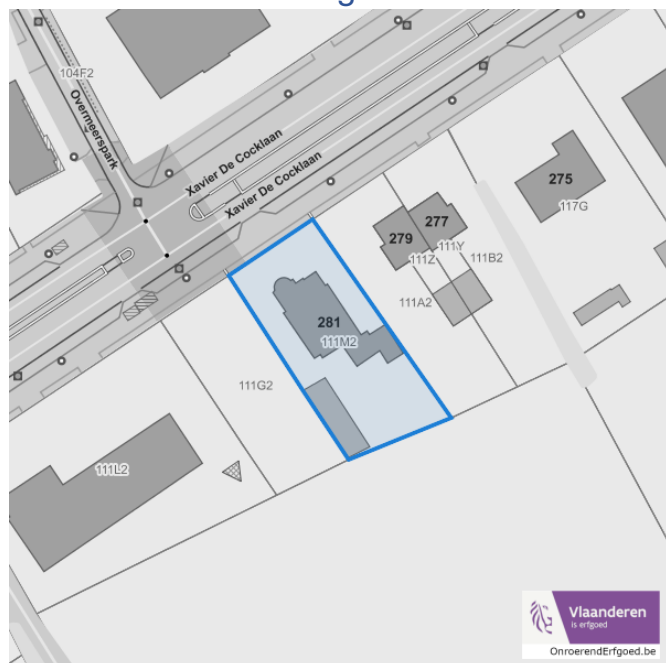 104F2
Overmeerspark
Xavier De Cocklaan
Xavier De Cocklaan
275
117G
277
279
111Y
111Z
111B2
111A2
281
111M2
111G2
111L2
Vlaanderen
is erfgoed
OnroerendErfgoed.be